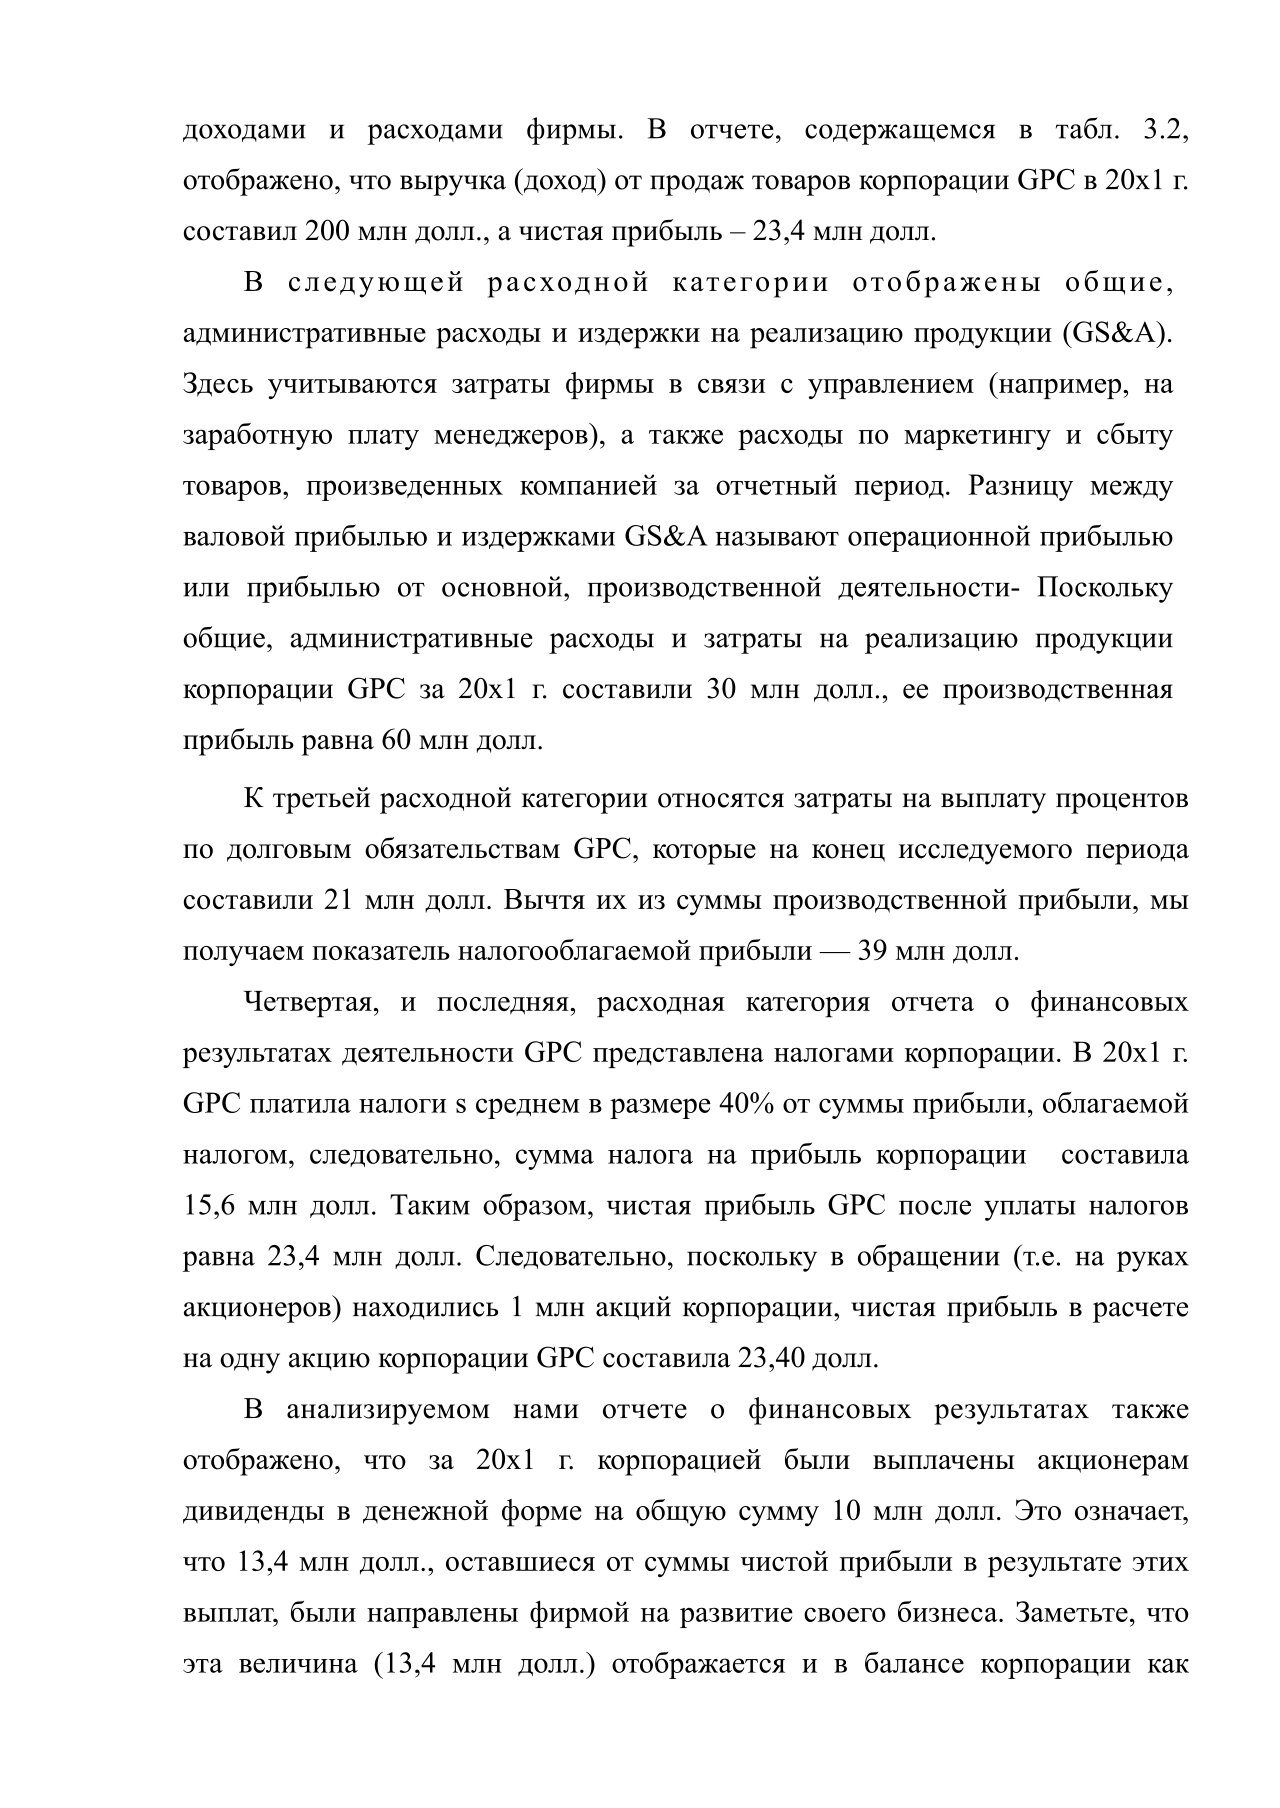 доходами и расходами фирмы. В отчете, содержащемся в табл. 3.2,
отображено, что выручка (доход) от продаж товаров корпорации GPC в 20x1 г.
составил 200 млн долл., а чистая прибыль – 23,4 млн долл.
В следующей расходной категории отображены общие,
административные расходы и издержки на реализацию продукции (GS&A).
Здесь учитываются затраты фирмы в связи с управлением (например, на
заработную плату менеджеров), а также расходы по маркетингу и сбыту
товаров, произведенных компанией за отчетный период. Разницу между
валовой прибылью и издержками GS&A называют операционной прибылью
или прибылью от основной, производственной деятельности- Поскольку
общие, административные расходы и затраты на реализацию продукции
корпорации GPC за 20x1 г. составили 30 млн долл., ее производственная
прибыль равна 60 млн долл.
К третьей расходной категории относятся затраты на выплату процентов
по долговым обязательствам GPC, которые на конец исследуемого периода
составили 21 млн долл. Вычтя их из суммы производственной прибыли, мы
получаем показатель налогооблагаемой прибыли — 39 млн долл.
Четвертая, и последняя, расходная категория отчета о финансовых
результатах деятельности GPC представлена налогами корпорации. В 20x1 г.
GPC платила налоги s среднем в размере 40% от суммы прибыли, облагаемой
налогом, следовательно, сумма налога на прибыль корпорации составила
15,6 млн долл. Таким образом, чистая прибыль GPC после уплаты налогов
равна 23,4 млн долл. Следовательно, поскольку в обращении (т.е. на руках
акционеров) находились 1 млн акций корпорации, чистая прибыль в расчете
на одну акцию корпорации GPC составила 23,40 долл.
В анализируемом нами отчете о финансовых результатах также
отображено, что за 20x1 г. корпорацией были выплачены акционерам
дивиденды в денежной форме на общую сумму 10 млн долл. Это означает,
что 13,4 млн долл., оставшиеся от суммы чистой прибыли в результате этих
выплат, были направлены фирмой на развитие своего бизнеса. Заметьте, что
эта величина (13,4 млн долл.) отображается и в балансе корпорации как